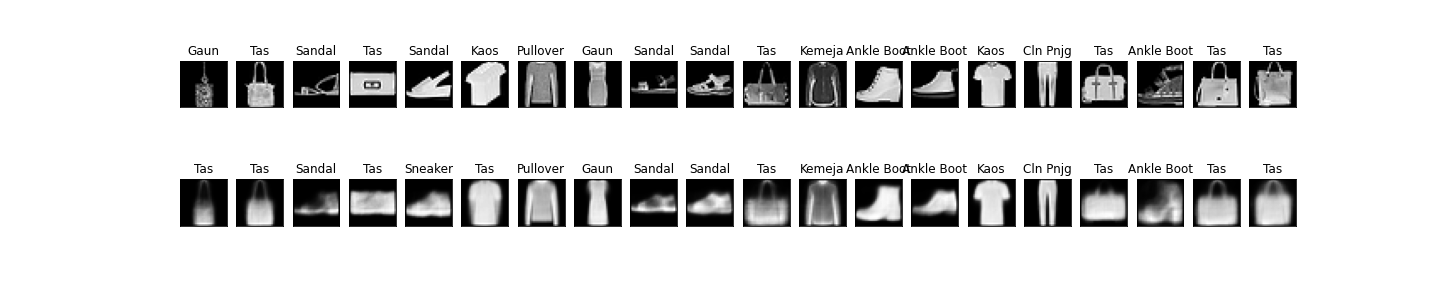 Gaun Tas Sandal Tas Sandal Kaos Pullover Gaun Sandal Sandal Tas Kemeja Ankle Boot Ankle Boot Kaos Cln Pnjg Tas Ankle Boot Tas Tas
Tas Tas Sandal Tas Sneaker Tas Pullover Gaun Sandal Sandal Tas Kemeja Ankle Boot Ankle Boot Kaos Cln Pnjg Tas Ankle Boot Tas Tas